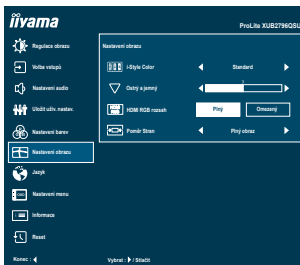 iiyama
ProLite XUB2796QSU
Regulace obrazu
Volba vstupů
Nastavení audio
Uložit uživ. nastav.
Nastavení barev
Nastavení obrazu
Jazyk
Nastavení menu
Informace
Reset
Nastavení obrazu
i-Style Color
Standard
Ostrý a jemný
HDMI RGB rozsah
Plný
Omezený
Poměr Stran
Plný obraz
Konec :
Vybrat : / Stlačit